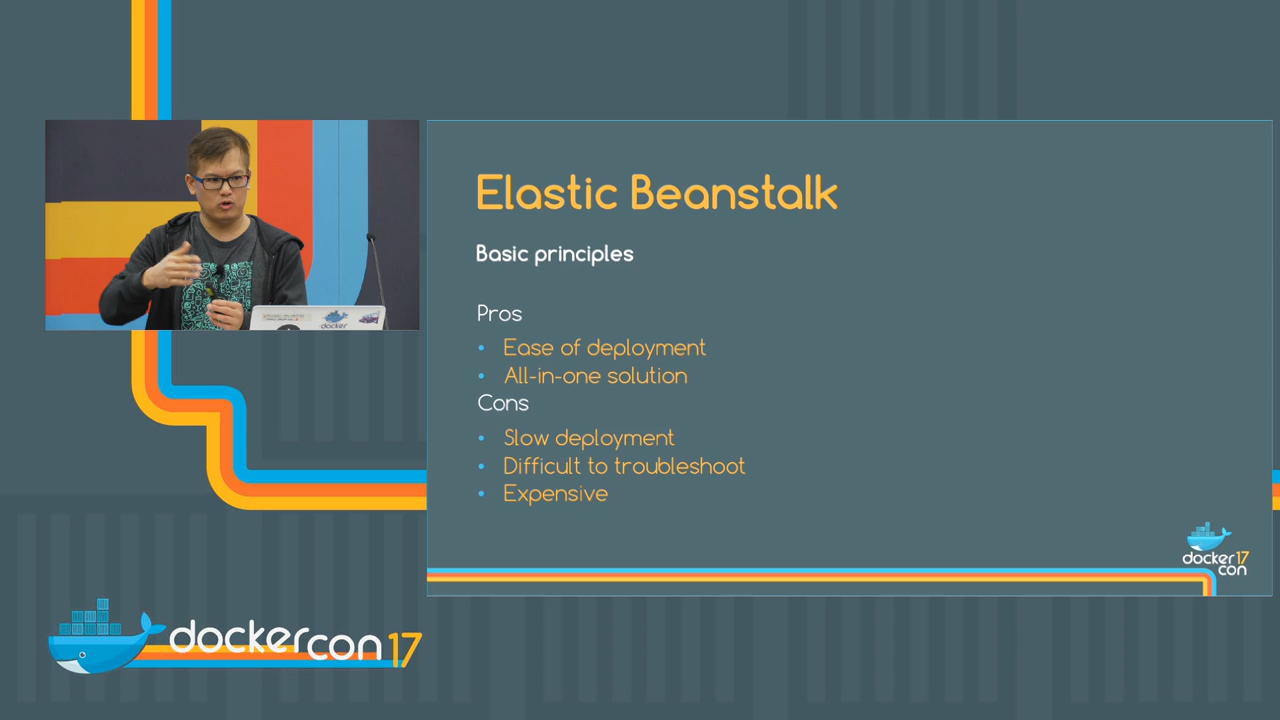 Elastic Beanstalk
Basic principles
Pros
• Ease of deployment
• All-in-one solution
Cons
• Slow deployment
• Difficult to troubleshoot
• Expensive
docker
docker 17
con
dockercon 17